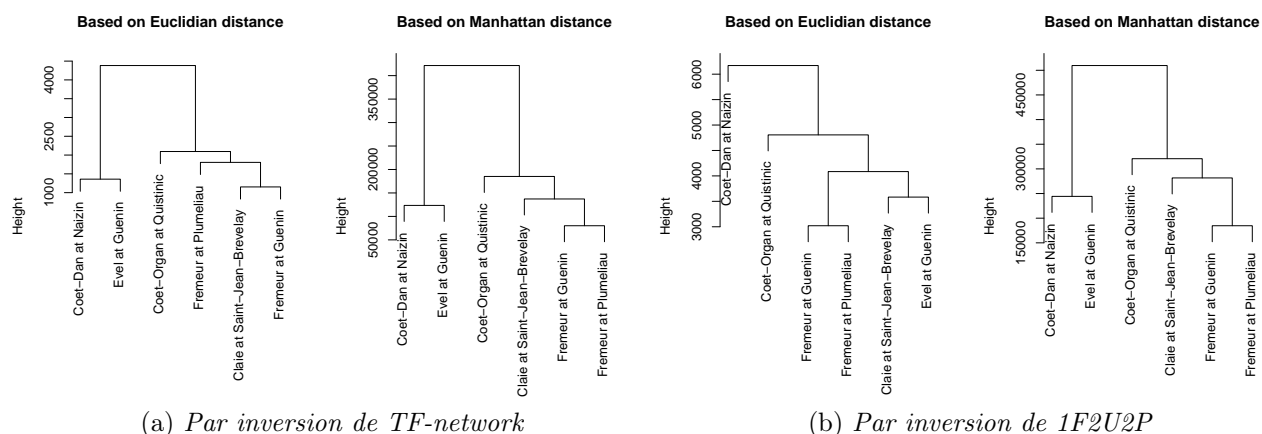 Based on Euclidian distance
Height
1000
2500
4000
Coet−Dan at Naizin
Evel at Guenin
Coet−Organ at Quistinic
Fremeur at Plumeliau
Claie at Saint−Jean−Brevelay
Fremeur at Guenin
Based on Manhattan distance
Height
50000
200000
350000
Coet−Dan at Naizin
Evel at Guenin
Coet−Organ at Quistinic
Claie at Saint−Jean−Brevelay
Fremeur at Guenin
Fremeur at Plumeliau
(a) Par inversion de TF-network
Based on Euclidian distance
Height
3000
4000
5000
6000
Coet−Dan at Naizin
Coet−Organ at Quistinic
Fremeur at Guenin
Fremeur at Plumeliau
Claie at Saint−Jean−Brevelay
Evel at Guenin
Based on Manhattan distance
Height
150000
300000
450000
Coet−Dan at Naizin
Evel at Guenin
Coet−Organ at Quistinic
Claie at Saint−Jean−Brevelay
Fremeur at Guenin
Fremeur at Plumeliau
(b) Par inversion de 1F2U2P